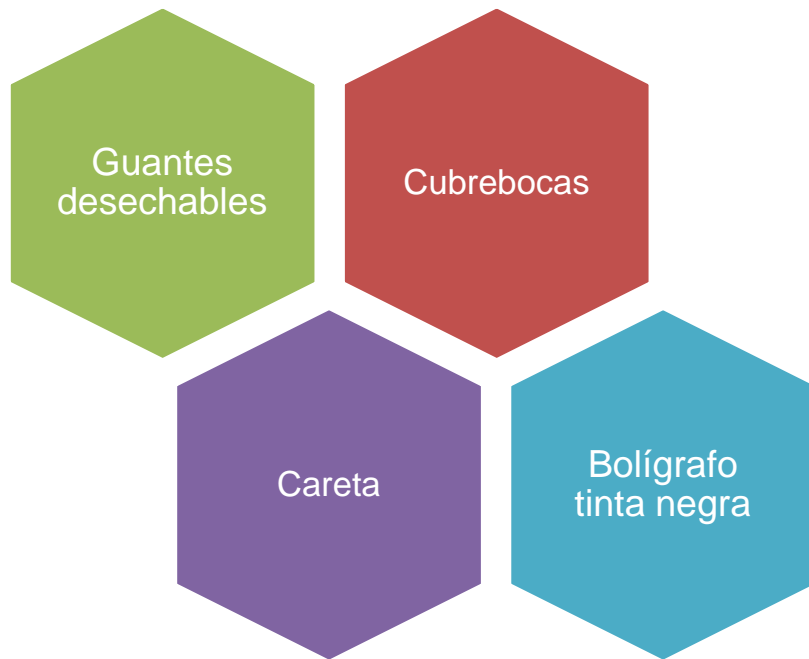 Guantes
desechables
Cubrebocas
Careta
Bolígrafo
tinta negra